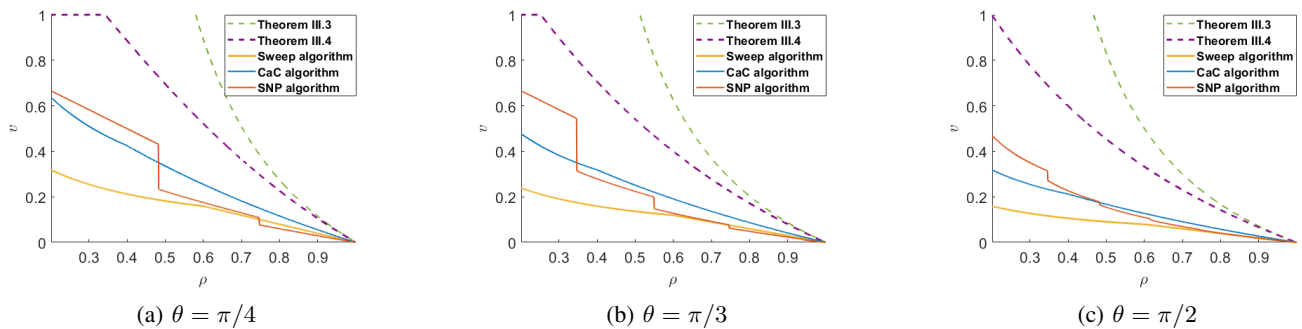 1
0.8
0.6
0.4
0.2
0
v
0.3 0.4 0.5 0.6 0.7 0.8 0.9
ρ
Theorem III.3
Theorem III.4
Sweep algorithm
CaC algorithm
SNP algorithm
(a) θ = π/4
1
0.8
0.6
0.4
0.2
0
v
0.3 0.4 0.5 0.6 0.7 0.8 0.9
ρ
Theorem III.3
Theorem III.4
Sweep algorithm
CaC algorithm
SNP algorithm
(b) θ = π/3
1
0.8
0.6
0.4
0.2
0
v
0.3 0.4 0.5 0.6 0.7 0.8 0.9
ρ
Theorem III.3
Theorem III.4
Sweep algorithm
CaC algorithm
SNP algorithm
(c) θ = π/2